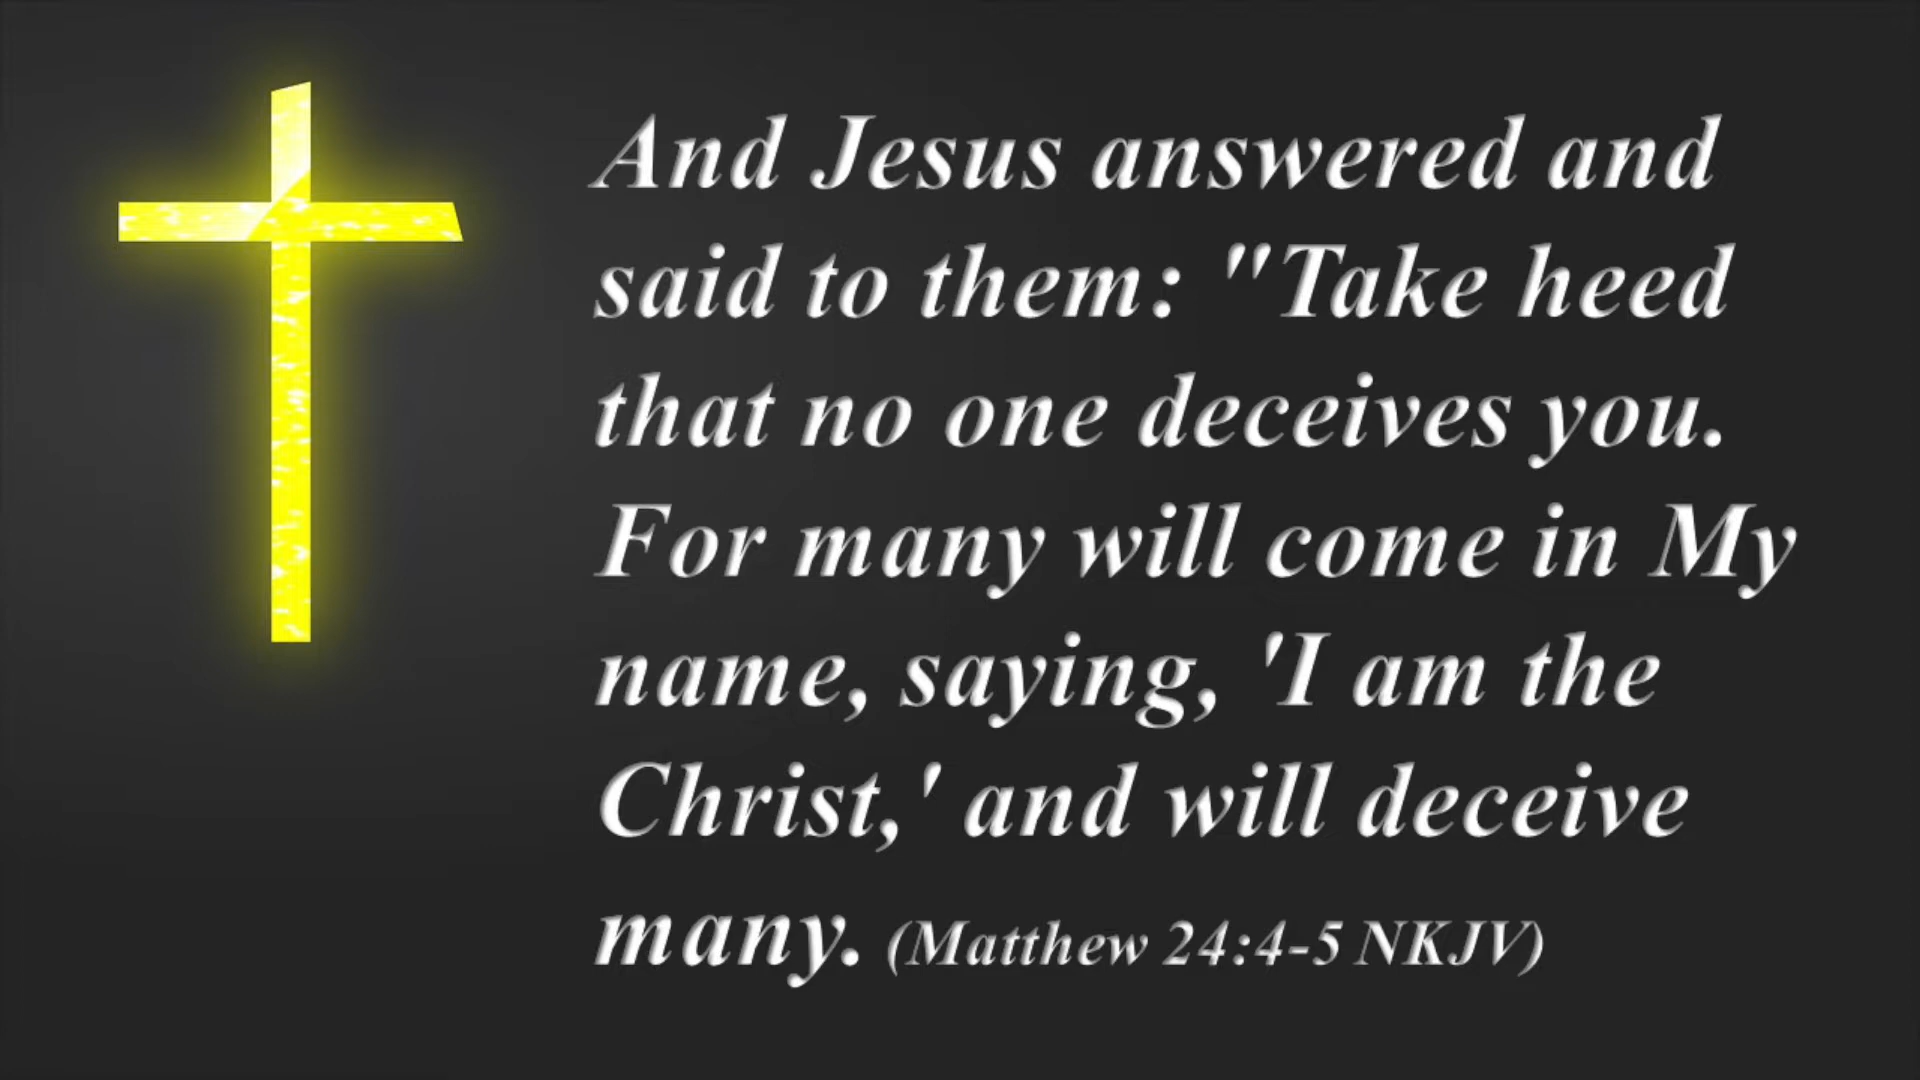 And Jesus answered and
said to them: "Take heed
that no one deceives you.
For many will come in My
name, saying, 'I am the
Christ,' and will deceive
many. (Matthew 24:4-5 NKJV)